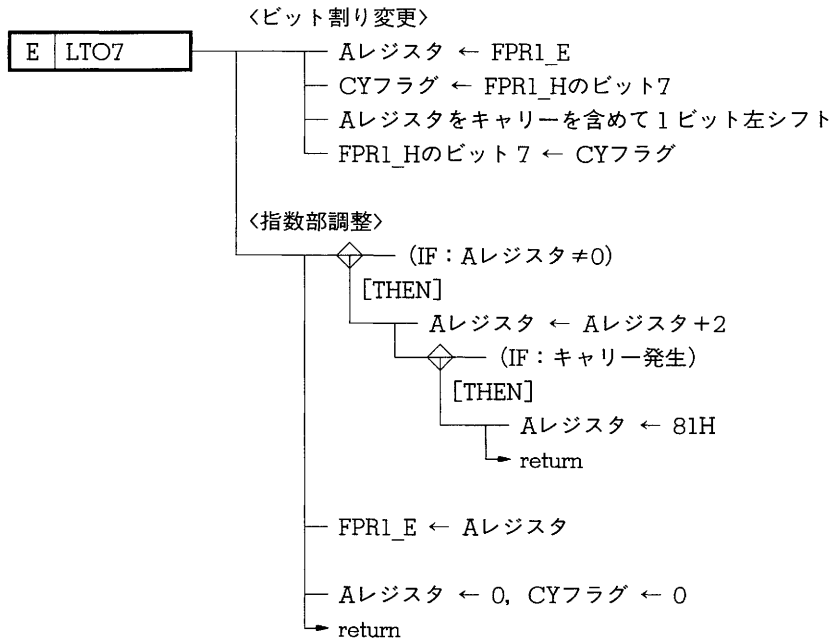 〈ビット割り変更〉
E LTO7
Aレジスタ ← FPR1_E
CYフラグ ← FPR1_Hのビット7
Aレジスタをキャリーを含めて1ビット左シフト
FPR1_Hのビット7 ← CYフラグ
〈指数部調整〉
(IF：Aレジスタ≠0)
[THEN]
Aレジスタ ← Aレジスタ+2
(IF：キャリー発生)
[THEN]
Aレジスタ ← 81H
return
FPR1_E ← Aレジスタ
Aレジスタ ← 0, CYフラグ ← 0
return